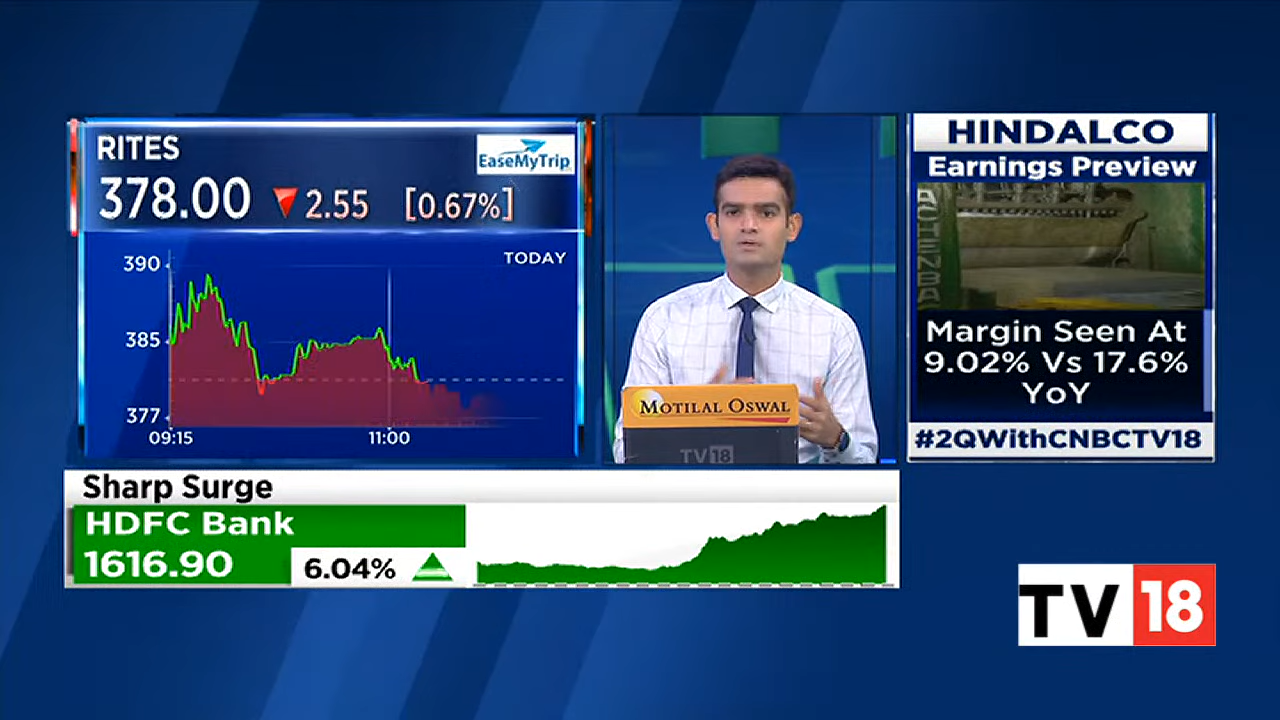 RITES
EaseMyTrip
378.00 ▼ 2.55 [0.67%]
TODAY
390
385
377
09:15 11:00
MOTILAL OSWAL
TV18
HINDALCO
Earnings Preview
ACHENBA
Margin Seen At
9.02% Vs 17.6%
YoY
#2QWithCNBCTV18
Sharp Surge
HDFC Bank
1616.90 6.04%
TV18